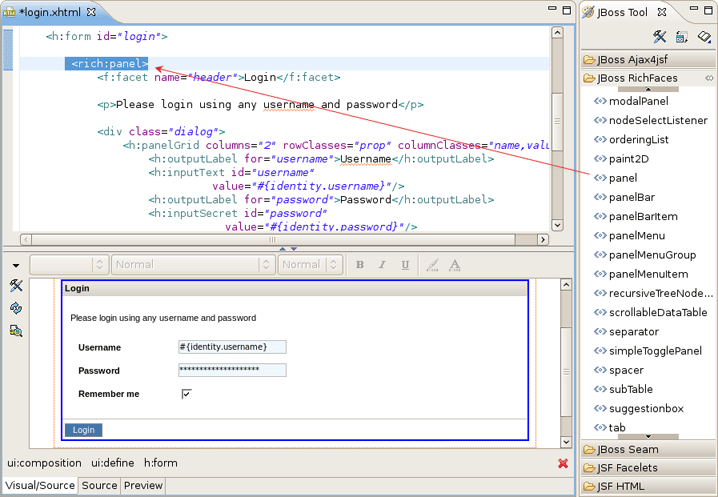 *login.xhtml
<h:form id="login">
<rich:panel>
<f:facet name="header">Login</f:facet>
<p>Please login using any username and password</p>
<div class="dialog">
<h:panelGrid columns="2" rowClasses="prop" columnClasses="name,valu
<h:outputLabel for="username">Username</h:outputLabel>
<h:inputText id="username"
value="#{identity.username}"/>
<h:outputLabel for="password">Password</h:outputLabel>
<h:inputSecret id="password"
value="#{identity.password}"/>
Normal
Normal
B I U A
Login
Please login using any username and password
Username #{identity.username}
Password ********************
Remember me
Login
ui:composition ui:define h:form
Visual/Source Source Preview
JBoss Tool
JBoss Ajax4jsf
JBoss RichFaces
modalPanel
nodeSelectListener
orderingList
paint2D
panel
panelBar
panelBarItem
panelMenu
panelMenuGroup
panelMenuItem
recursiveTreeNode...
scrollableDataTable
separator
simpleTogglePanel
spacer
subTable
suggestionbox
tab
JBoss Seam
JSF Facelets
JSF HTML